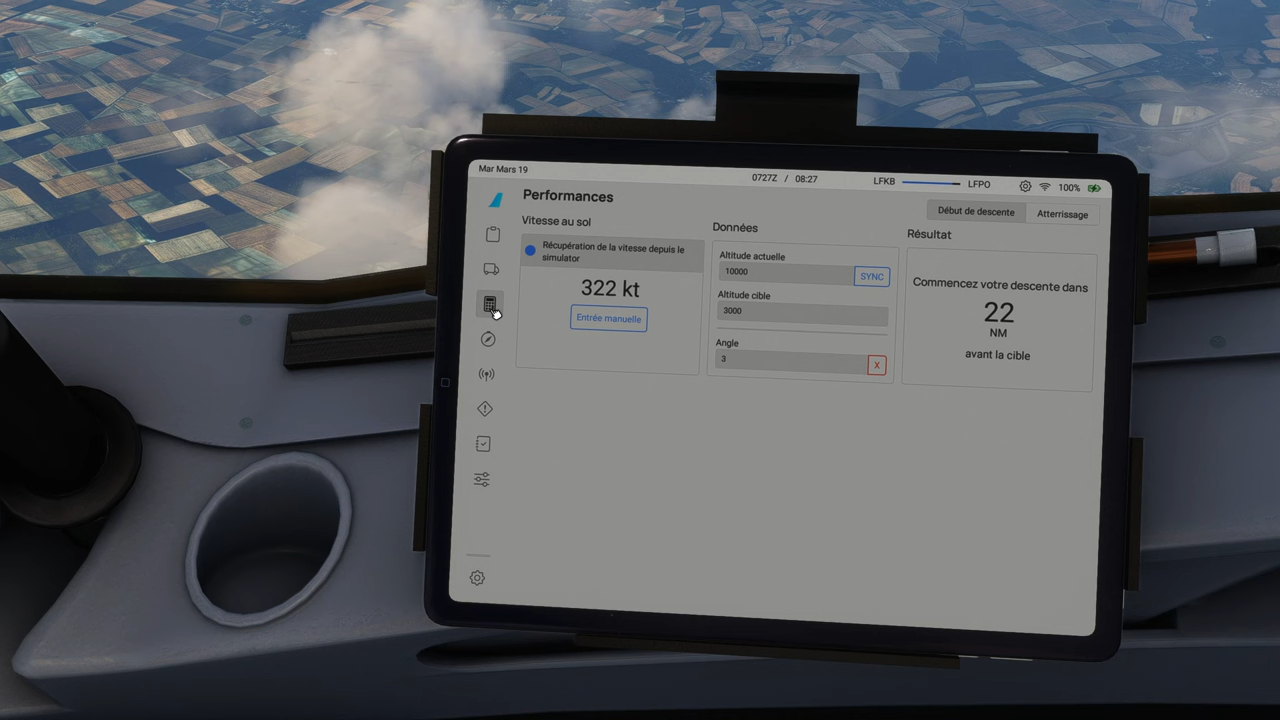 Mar Mars 19
0727Z / 08:27
LFKB LFPO
100%
Performances
Début de descente
Atterrissage
Vitesse au sol
Récupération de la vitesse depuis le
simulator
322 kt
Entrée manuelle
Données
Altitude actuelle
10000
SYNC
Altitude cible
3000
Angle
3
X
Résultat
Commencez votre descente dans
22
NM
avant la cible